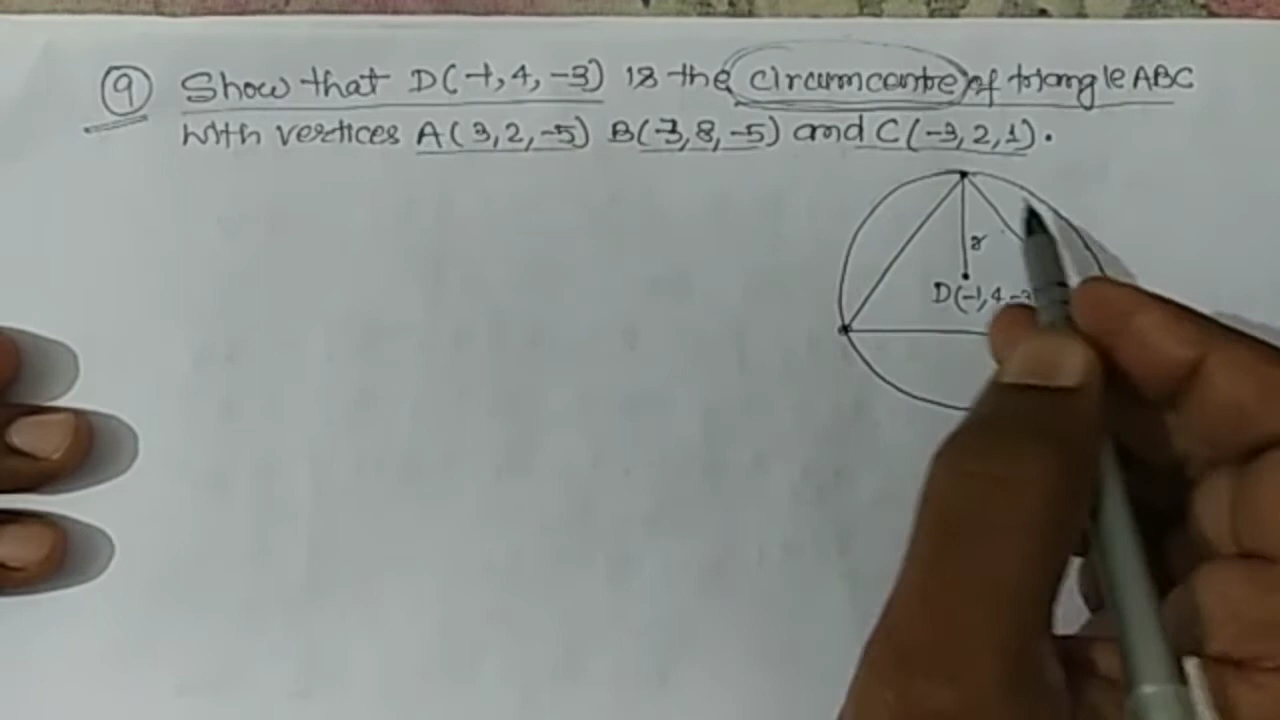 9 Show that D(-1, 4, -3) is the circumcentre of triangle ABC
with vertices A(3, 2, -5) B(-3, 8, -5) and C(-3, 2, 1).
r
D(-1, 4, -3